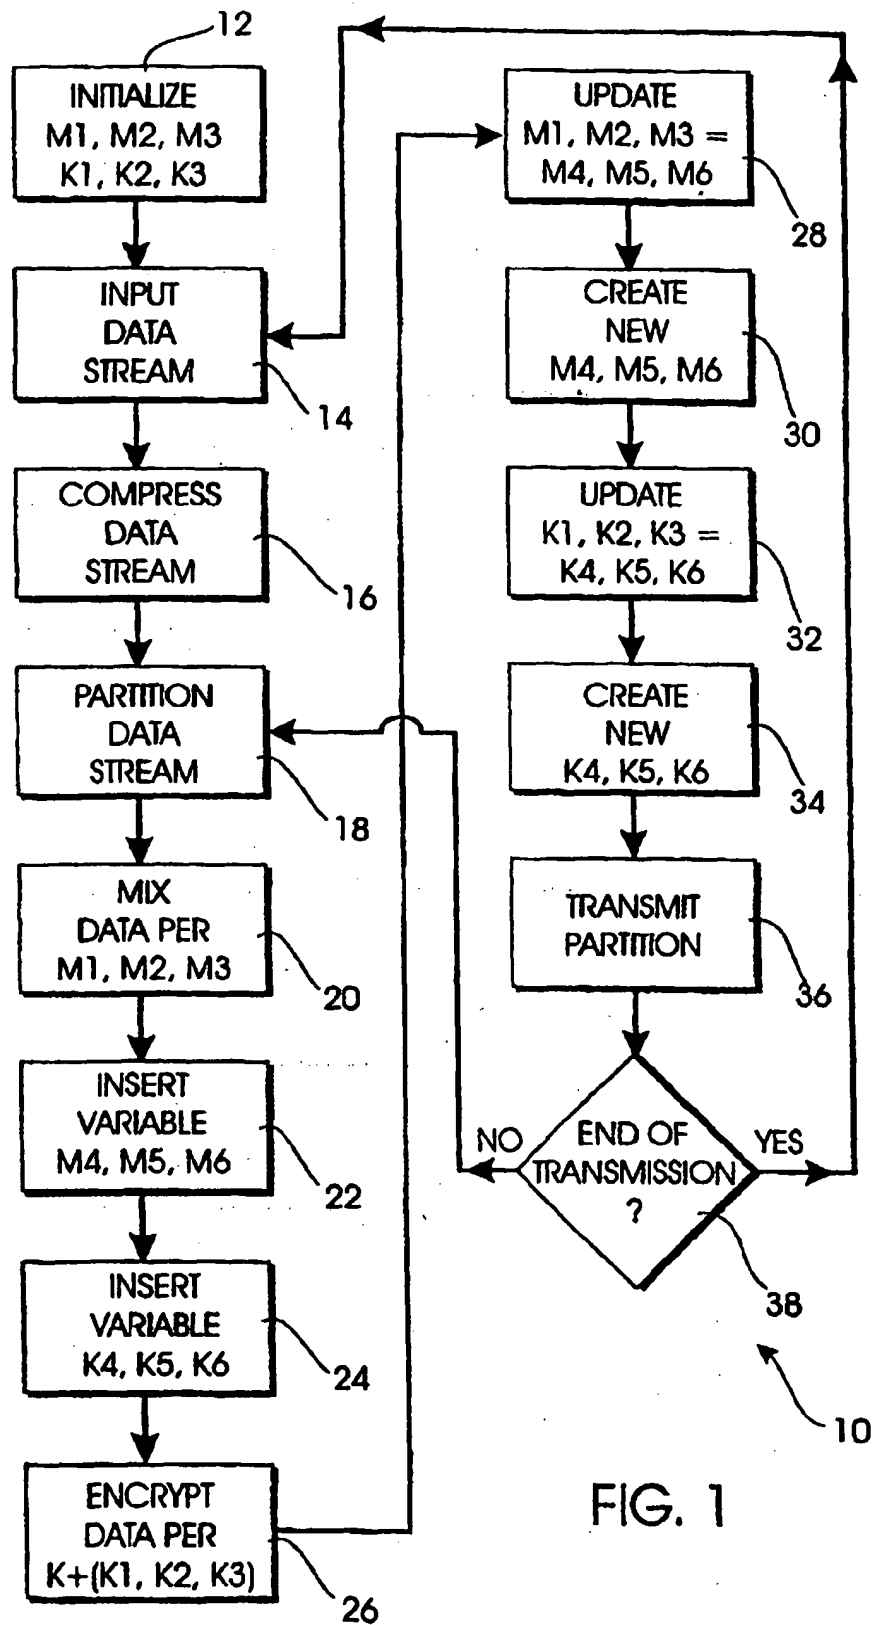 12
INITIALIZE
M1, M2, M3
K1, K2, K3
INPUT
DATA
STREAM
14
COMPRESS
DATA
STREAM
16
PARTITION
DATA
STREAM
18
MIX
DATA PER
M1, M2, M3
20
INSERT
VARIABLE
M4, M5, M6
22
INSERT
VARIABLE
K4, K5, K6
24
ENCRYPT
DATA PER
K+(K1, K2, K3)
26
UPDATE
M1, M2, M3 =
M4, M5, M6
28
CREATE
NEW
M4, M5, M6
30
UPDATE
K1, K2, K3 =
K4, K5, K6
32
CREATE
NEW
K4, K5, K6
34
TRANSMIT
PARTITION
36
NO
END OF
TRANSMISSION
?
YES
38
10
FIG. 1